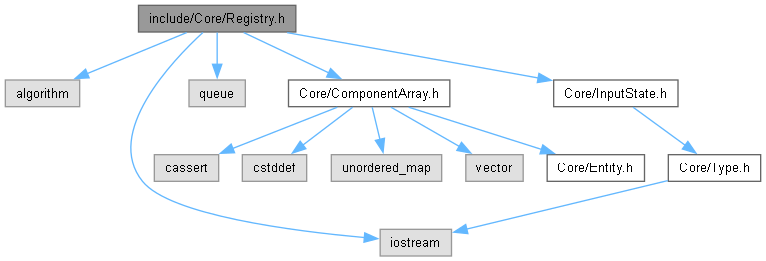 include/Core/Registry.h
algorithm
queue
Core/ComponentArray.h
Core/InputState.h
cassert
cstddef
unordered_map
vector
Core/Entity.h
Core/Type.h
iostream